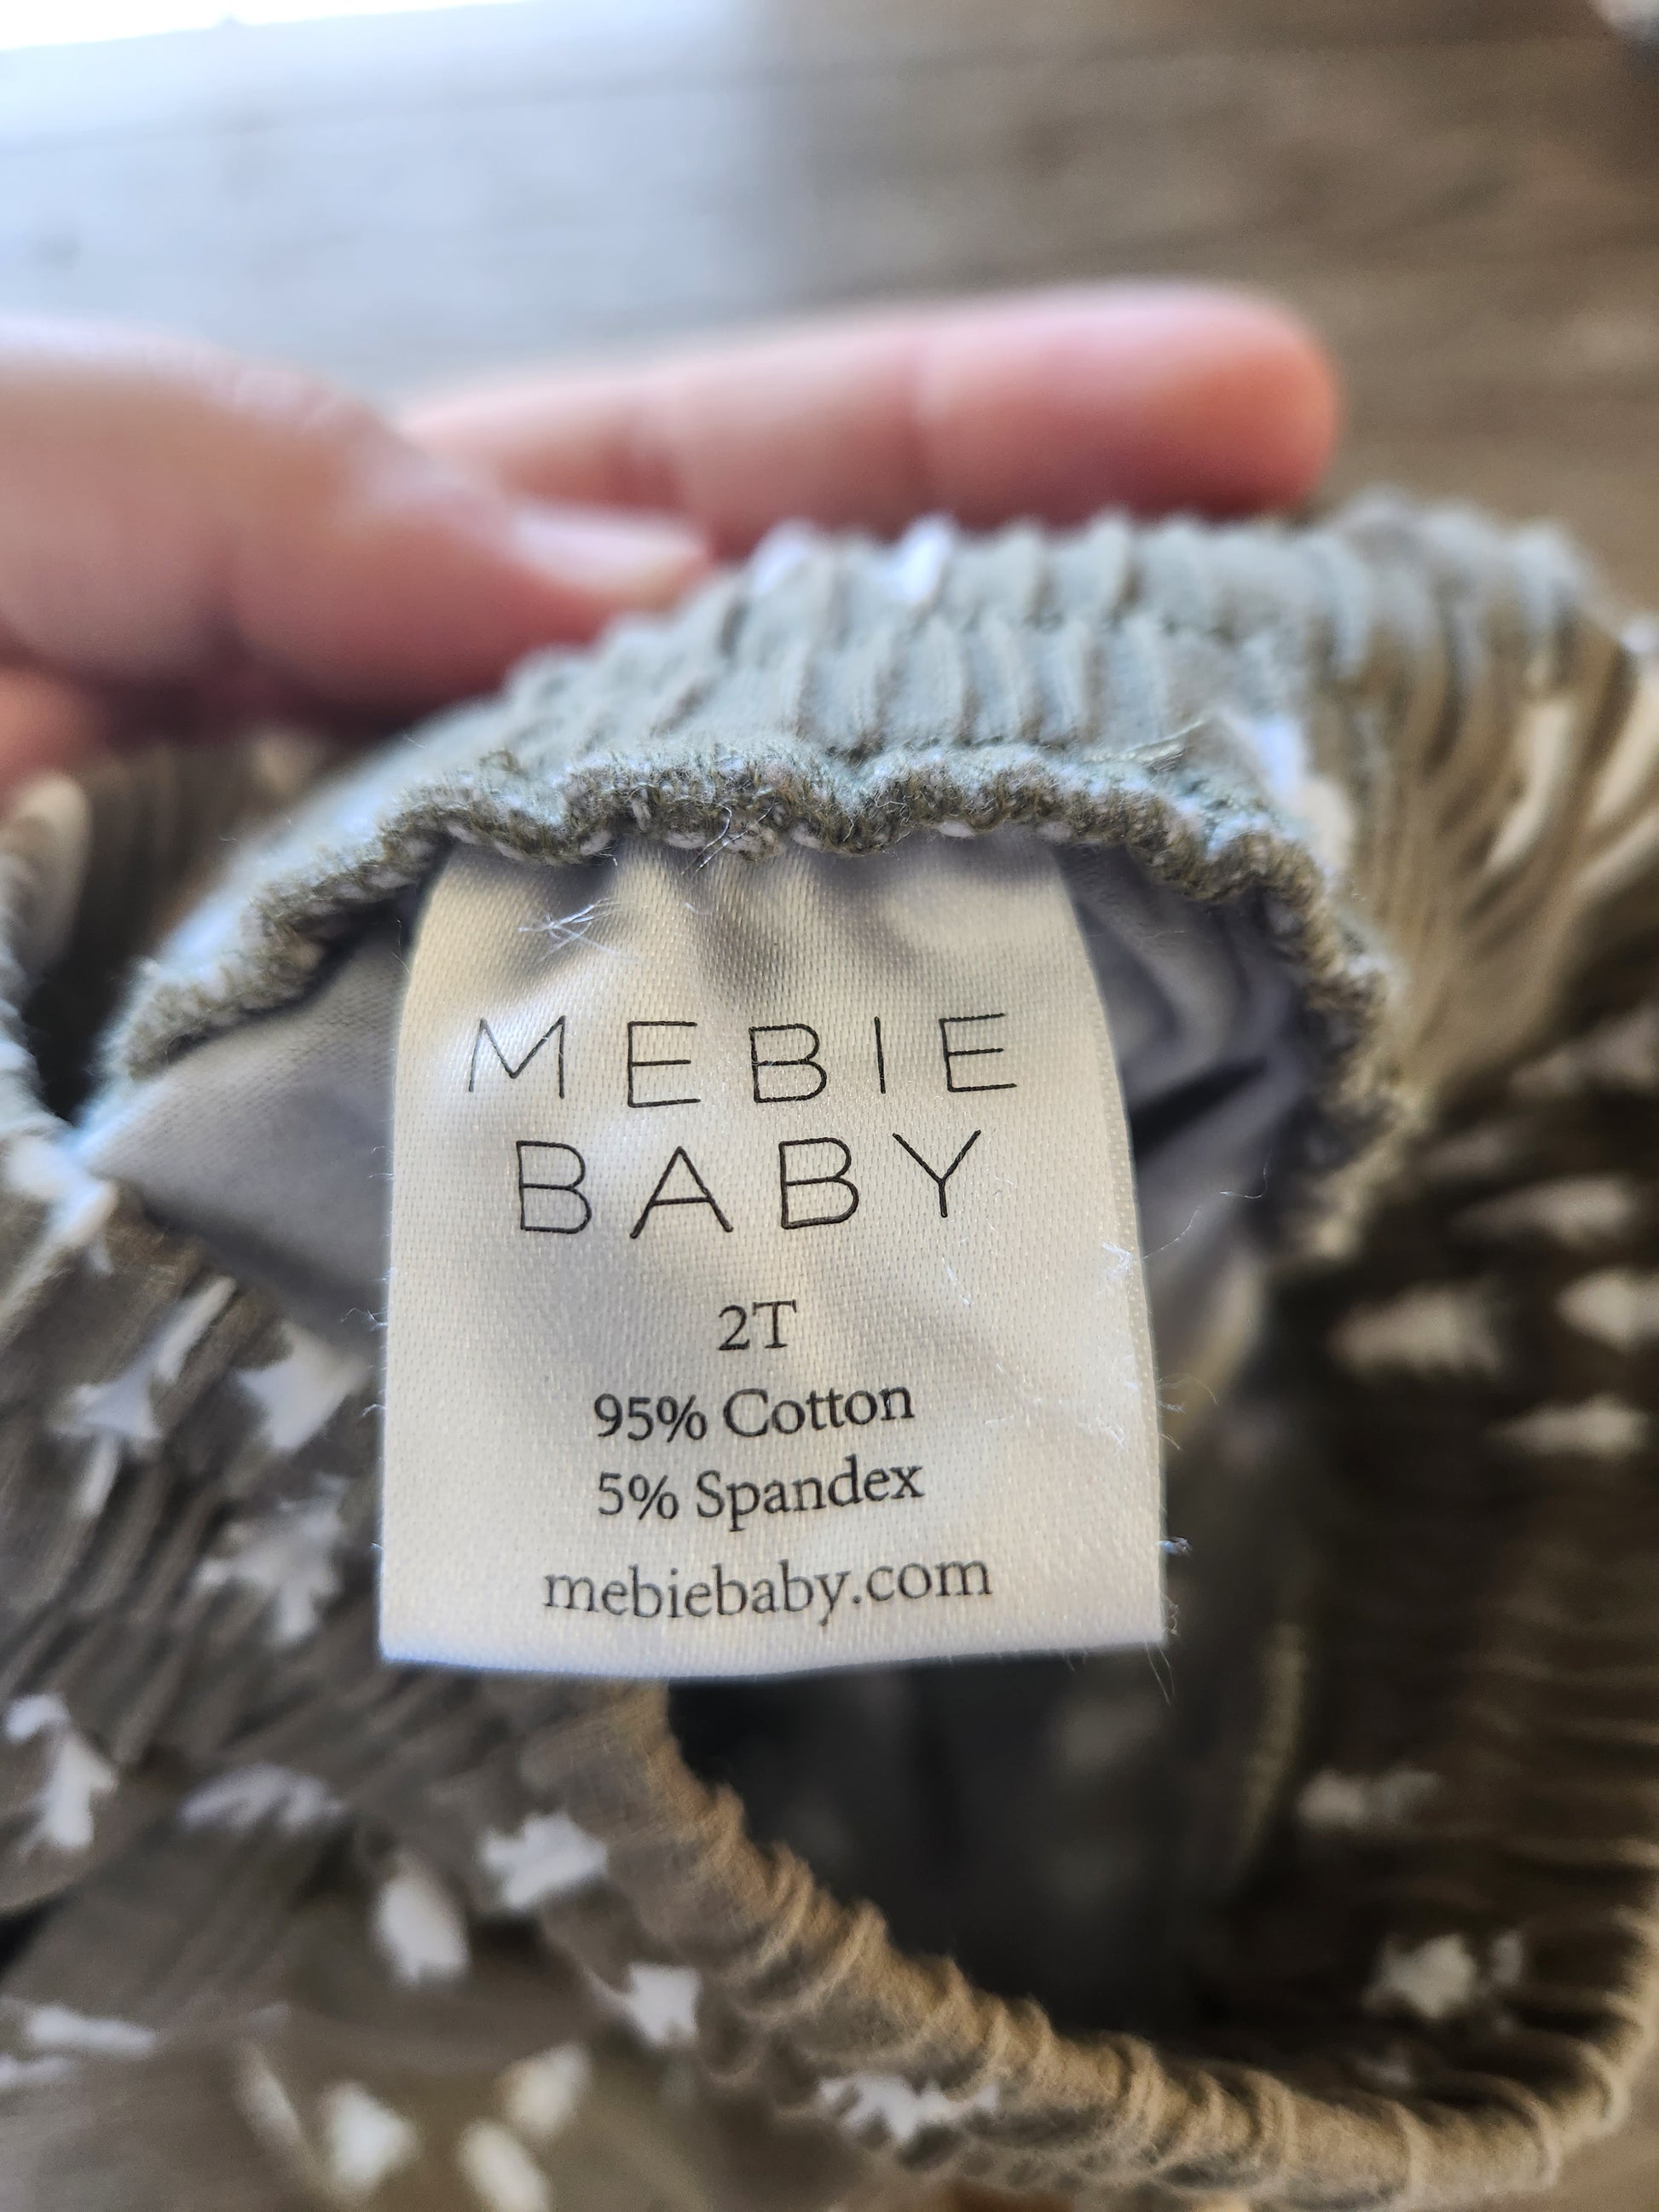 MEBIE
BABY
2T
95% Cotton
5% Spandex
mebiebaby.com